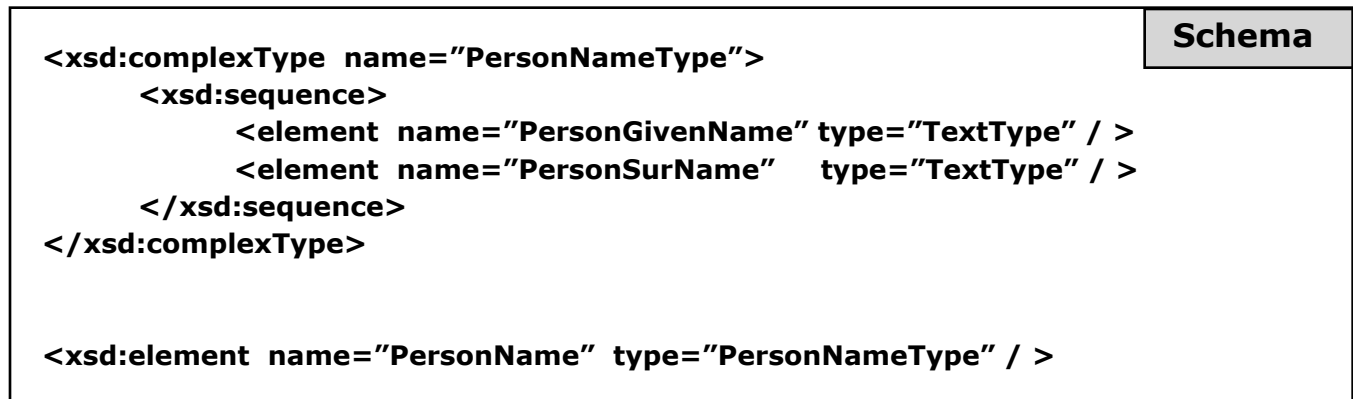 Schema
<xsd:complexType name=”PersonNameType”>
<xsd:sequence>
<element name=”PersonGivenName” type=”TextType” / >
<element name=”PersonSurName” type=”TextType” / >
</xsd:sequence>
</xsd:complexType>
<xsd:element name=”PersonName” type=”PersonNameType” / >